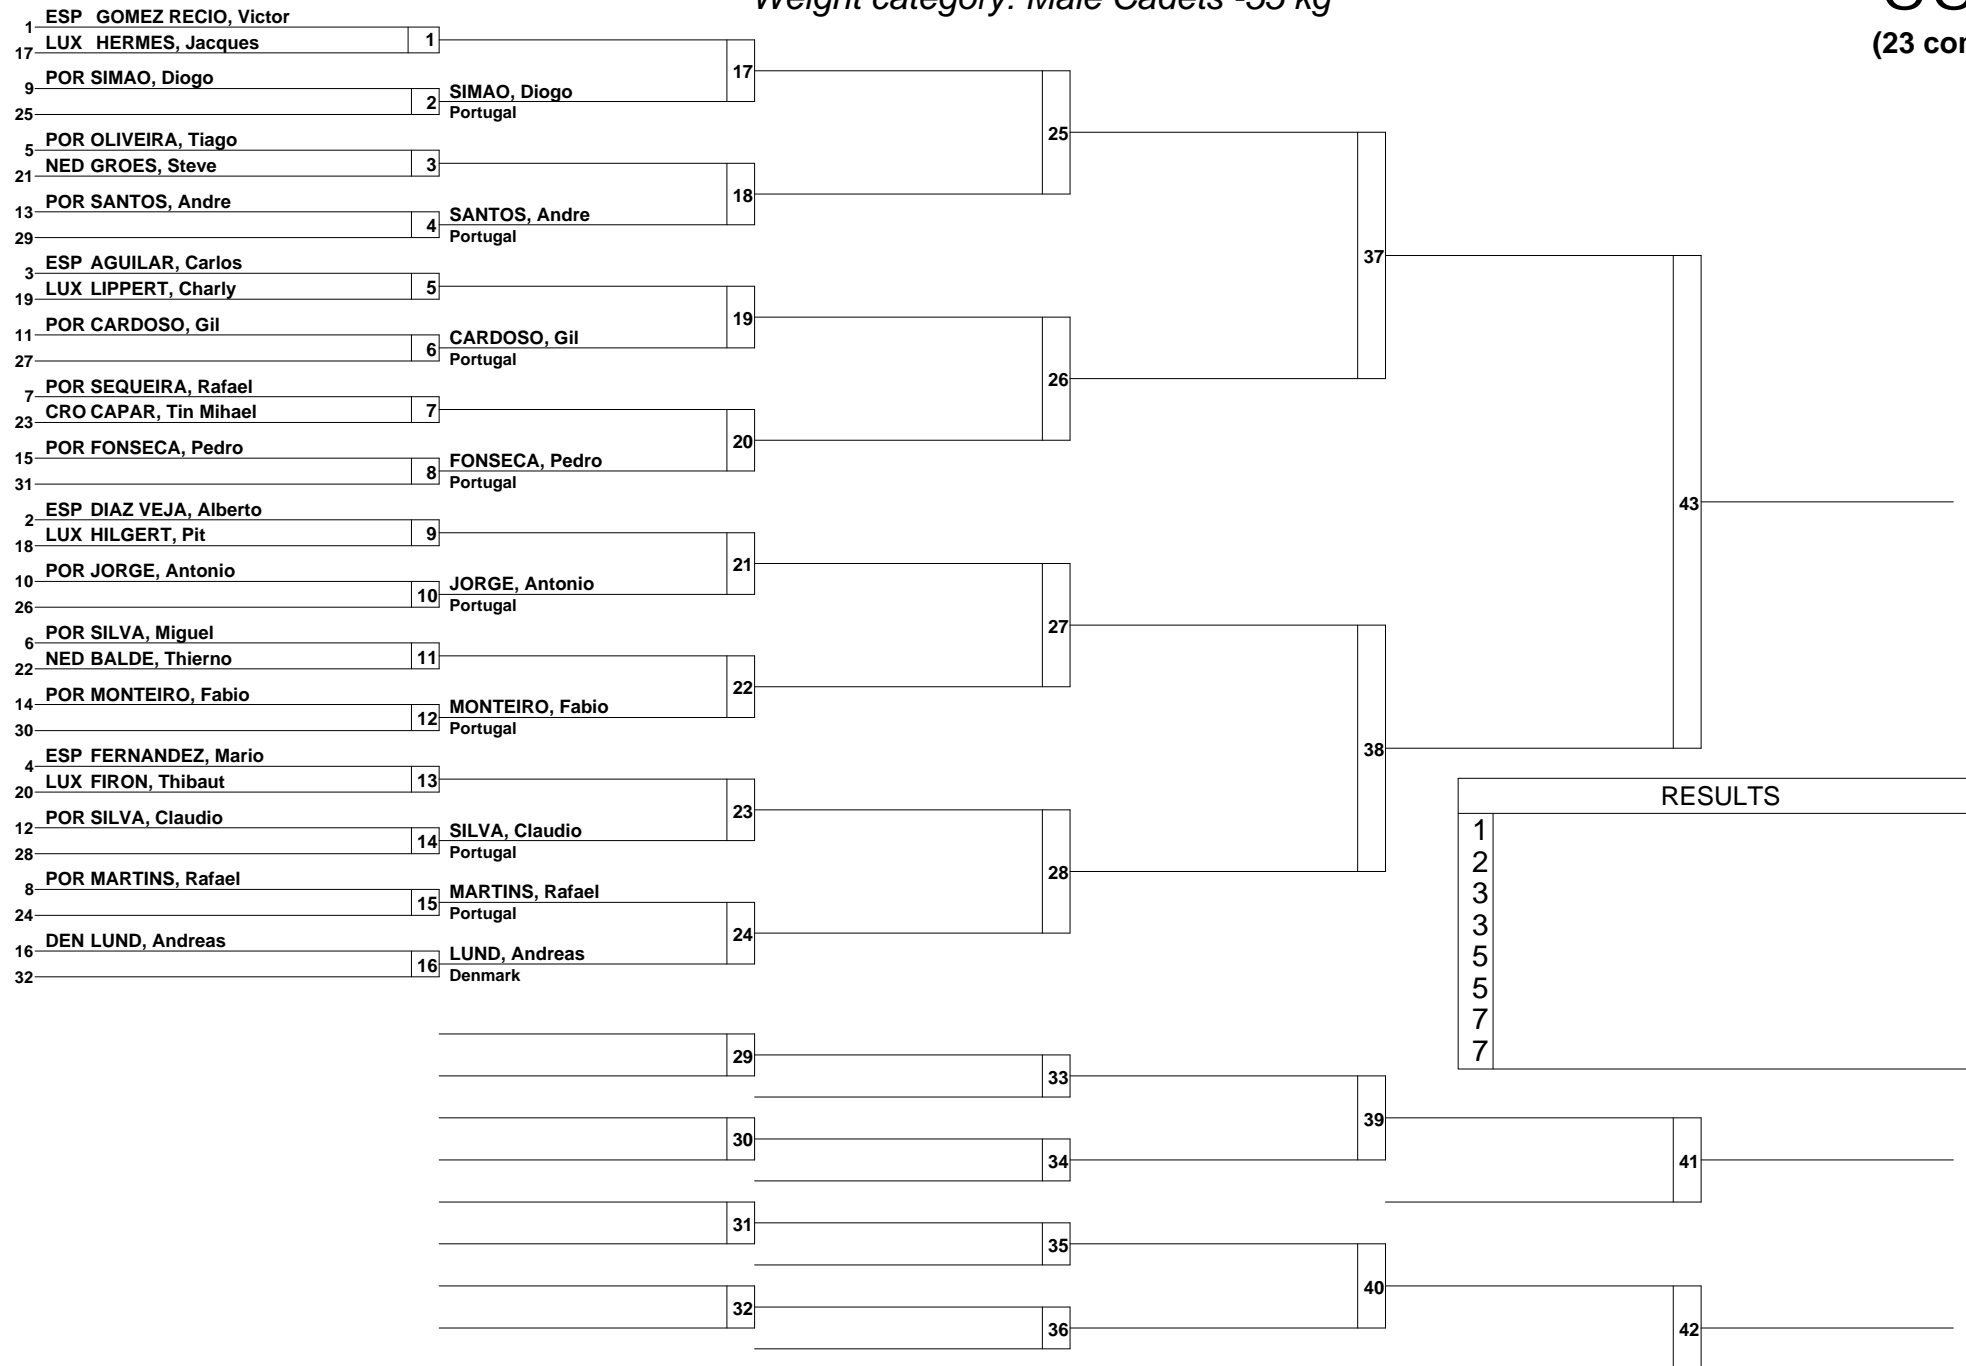 Weight category: Male Cadets -55 kg
(23
1 ESP GOMEZ RECIO, Victor
17 LUX HERMES, Jacques
1
9 POR SIMAO, Diogo
25
2
SIMAO, Diogo
Portugal
17
5 POR OLIVEIRA, Tiago
21 NED GROES, Steve
3
13 POR SANTOS, Andre
29
4
SANTOS, Andre
Portugal
18
25
3 ESP AGUILAR, Carlos
19 LUX LIPPERT, Charly
5
11 POR CARDOSO, Gil
27
6
CARDOSO, Gil
Portugal
19
7 POR SEQUEIRA, Rafael
23 CRO CAPAR, Tin Mihael
7
15 POR FONSECA, Pedro
31
8
FONSECA, Pedro
Portugal
20
26
37
2 ESP DIAZ VEJA, Alberto
18 LUX HILGERT, Pit
9
10 POR JORGE, Antonio
26
10
JORGE, Antonio
Portugal
21
6 POR SILVA, Miguel
22 NED BALDE, Thierno
11
14 POR MONTEIRO, Fabio
30
12
MONTEIRO, Fabio
Portugal
22
27
4 ESP FERNANDEZ, Mario
20 LUX FIRON, Thibaut
13
12 POR SILVA, Claudio
28
14
SILVA, Claudio
Portugal
23
8 POR MARTINS, Rafael
24
15
MARTINS, Rafael
Portugal
16 DEN LUND, Andreas
32
16
LUND, Andreas
Denmark
24
28
38
43
RESULTS
1
2
3
3
5
5
7
7
29
33
30
34
39
41
31
35
32
36
40
42